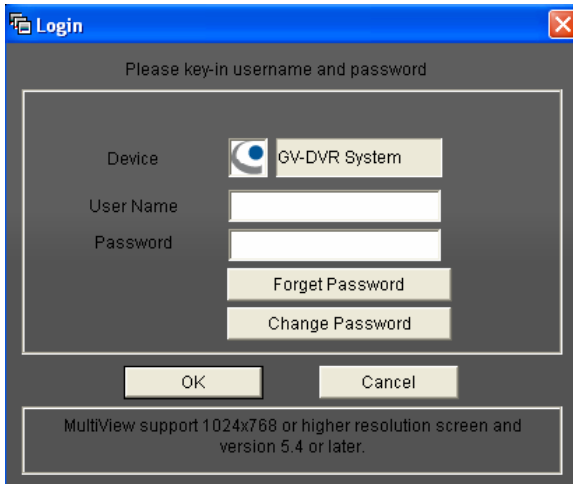 Login
Please key-in username and password
Device GV-DVR System
User Name
Password
Forget Password
Change Password
OK Cancel
MultiView support 1024x768 or higher resolution screen and
version 5.4 or later.